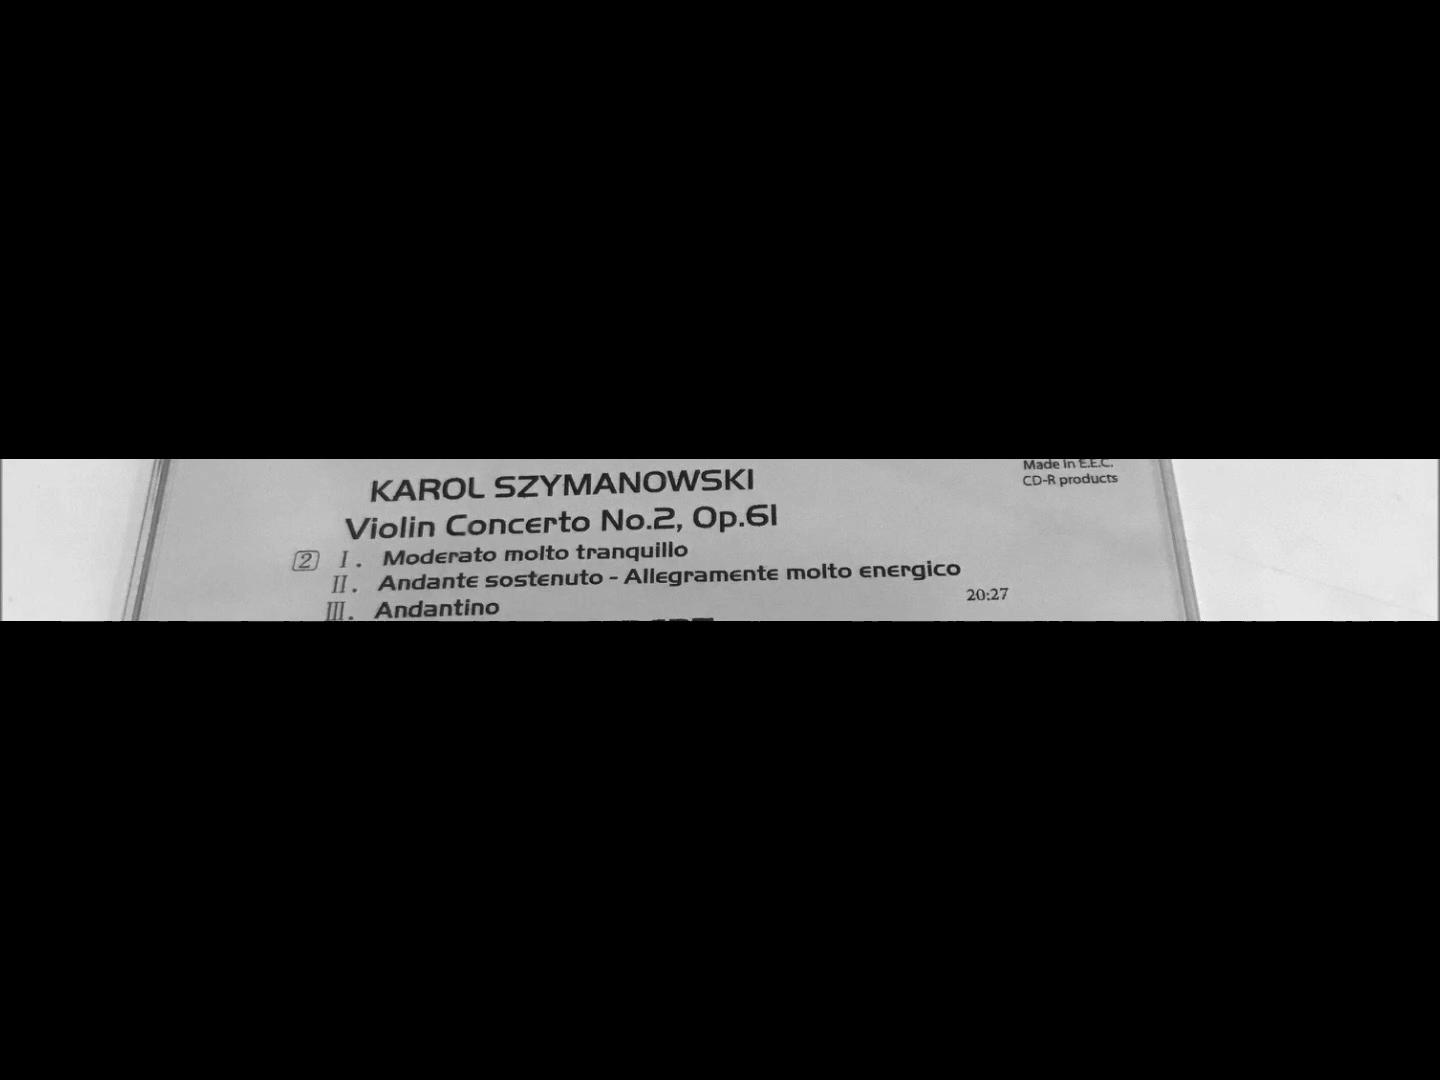 Made in E.E.C.
CD-R products
KAROL SZYMANOWSKI
Violin Concerto No.2, Op.61
2 I. Moderato molto tranquillo
II. Andante sostenuto - Allegramente molto energico
III. Andantino 20:27